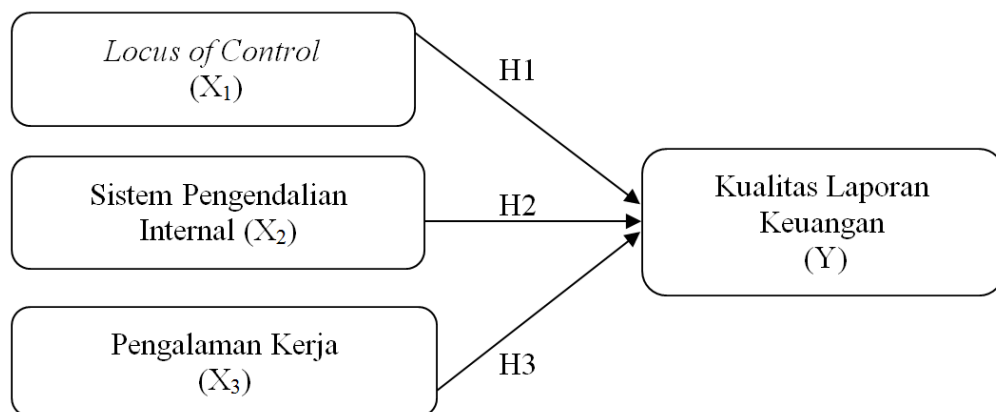 Locus of Control
(X₁)
H1
Sistem Pengendalian
Internal (X₂)
H2
Kualitas Laporan
Keuangan
(Y)
Pengalaman Kerja
(X₃)
H3